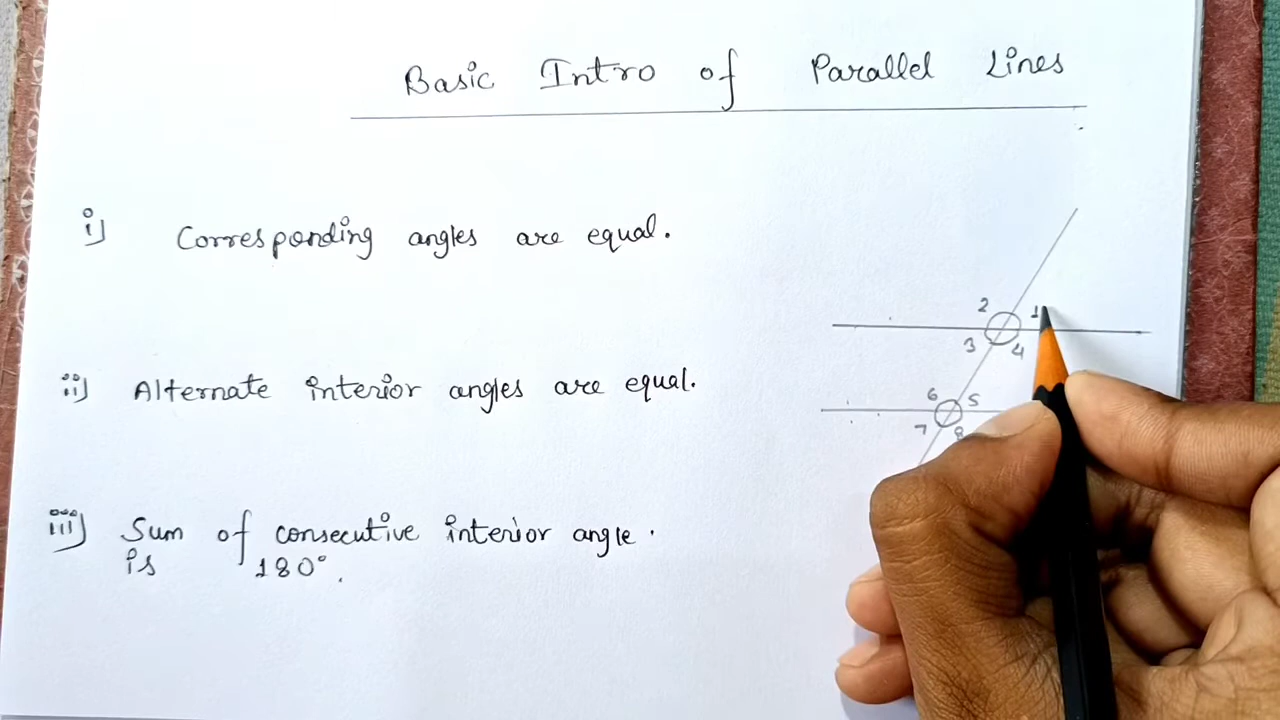 Basic Intro of Parallel Lines
i) Corresponding angles are equal.
2 1
3 4
ii) Alternate interior angles are equal.
6 5
7 8
iii) Sum of consecutive interior angle.
is 180°.